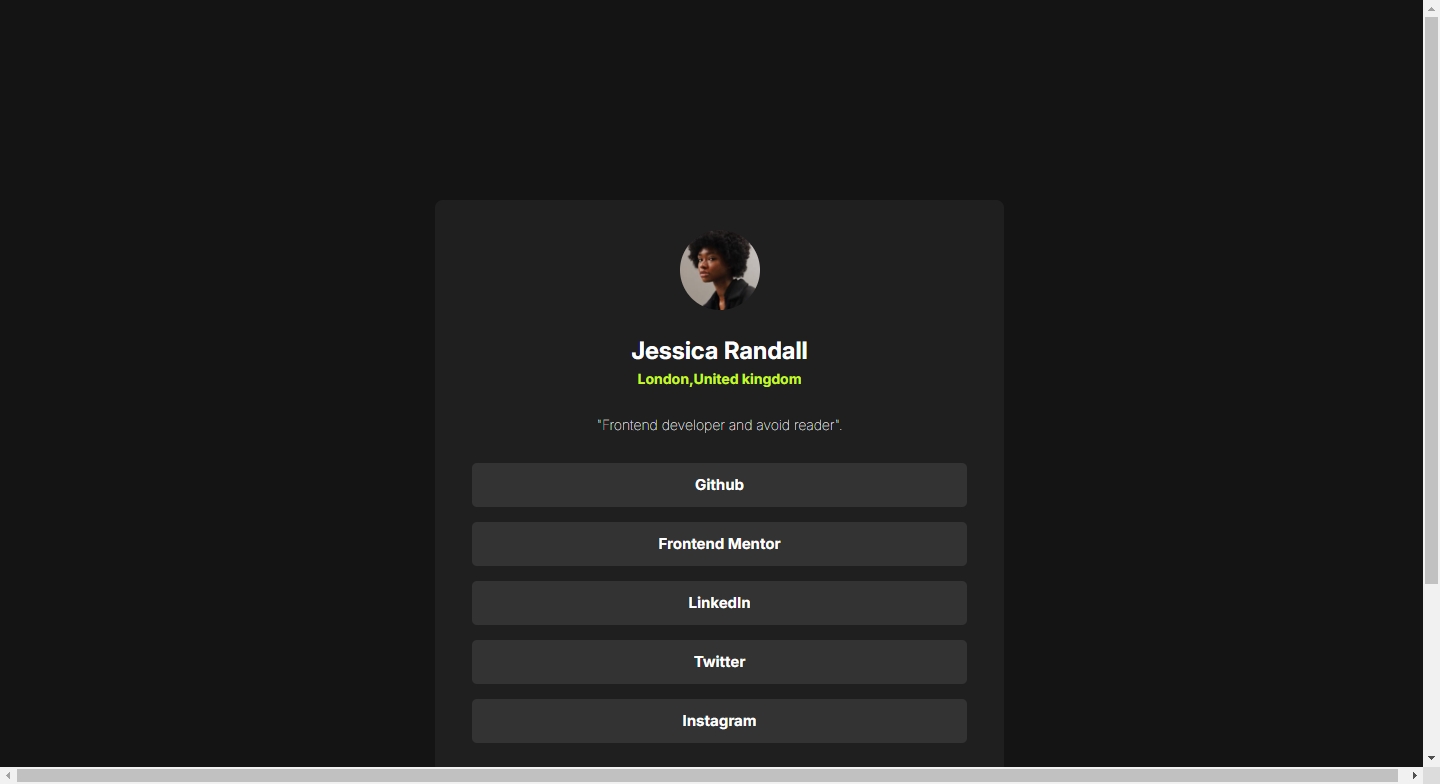 Jessica Randall
London,United kingdom
"Frontend developer and avoid reader".
Github
Frontend Mentor
LinkedIn
Twitter
Instagram